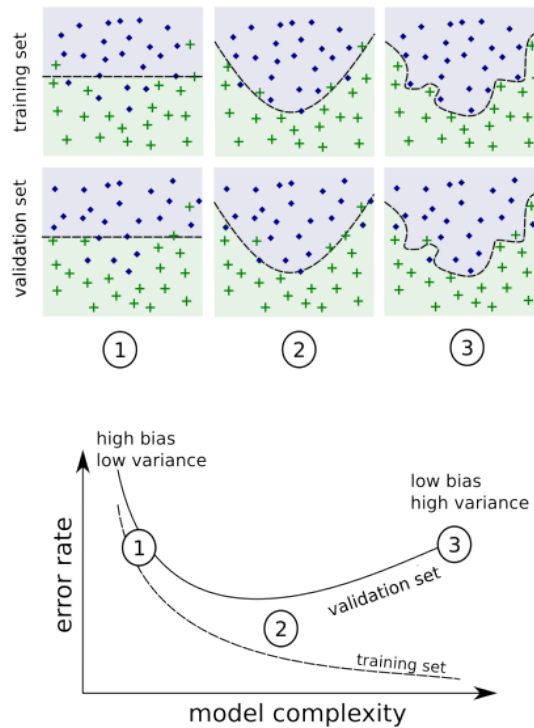 training set
validation set
1
2
3
high bias
low variance
low bias
high variance
1
3
2
validation set
training set
error rate
model complexity